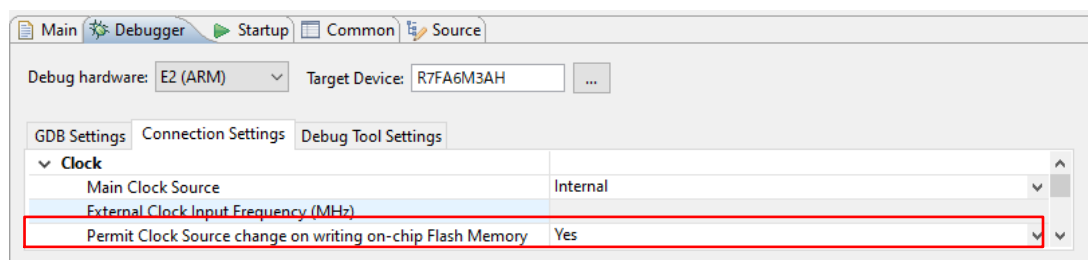 Main Debugger Startup Common Source
Debug hardware: E2 (ARM) Target Device: R7FA6M3AH ...
GDB Settings Connection Settings Debug Tool Settings
Clock
Main Clock Source Internal
External Clock Input Frequency (MHz)
Permit Clock Source change on writing on-chip Flash Memory Yes